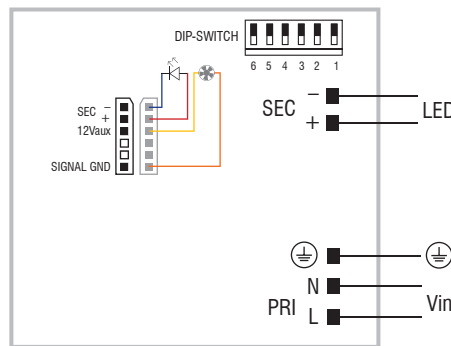 DIP-SWITCH
6 5 4 3 2 1
SEC −
+
12Vaux
SIGNAL GND
SEC − LED
+
PRI
N
L
Vin